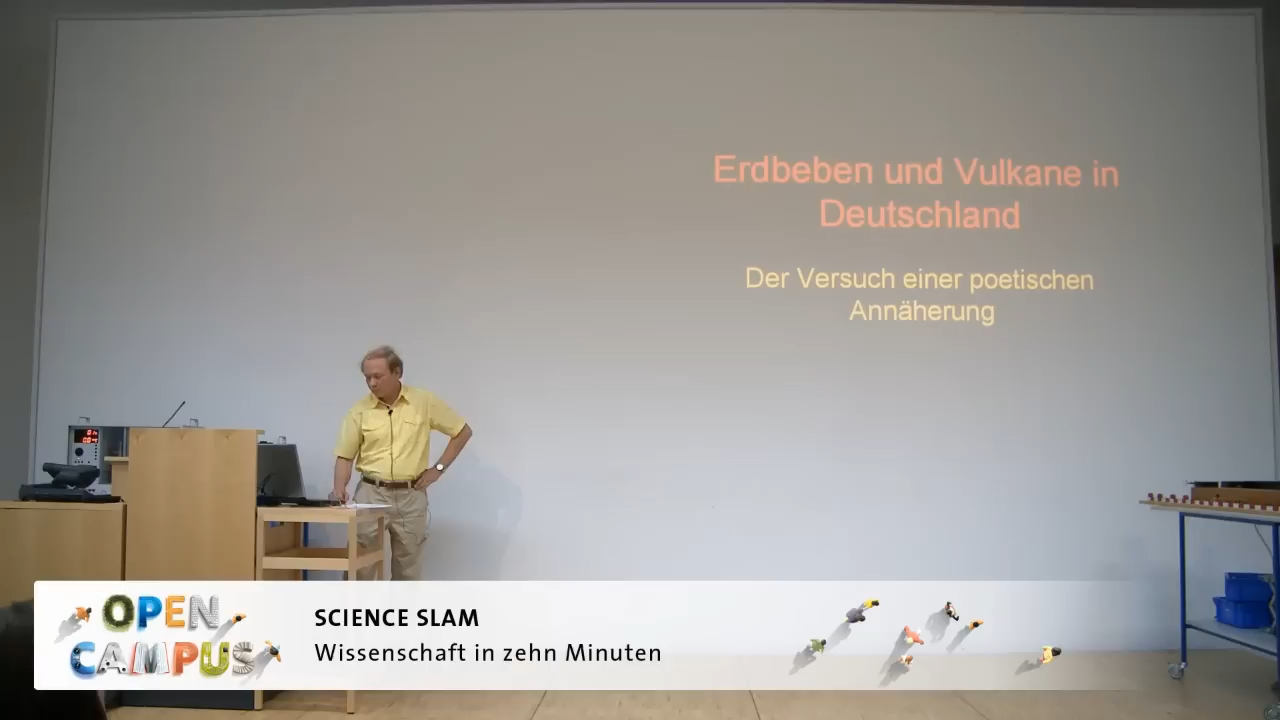 Erdbeben und Vulkane in
Deutschland
Der Versuch einer poetischen
Annäherung
OPEN
CAMPUS
SCIENCE SLAM
Wissenschaft in zehn Minuten